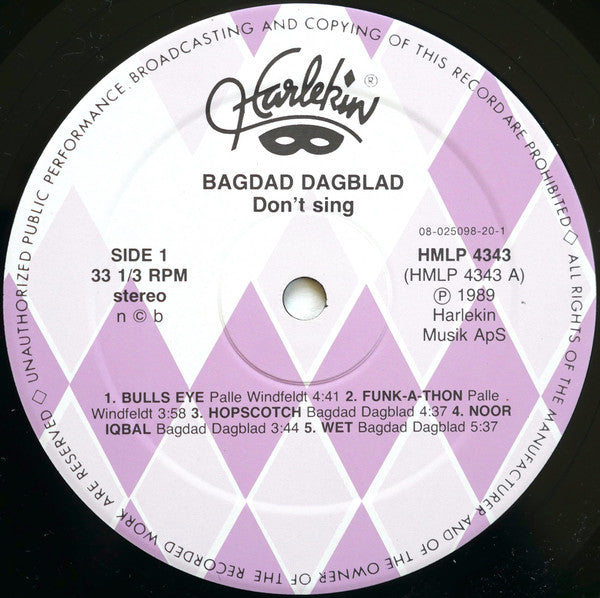 UNAUTHORIZED PUBLIC PERFORMANCE. BROADCASTING AND COPYING OF THIS RECORD ARE PROHIBITED ◇ ALL RIGHTS OF THE MANUFACTURER AND OF THE OWNER OF THE RECORDED WORK ARE RESERVED ◇
Harlekin ®
BAGDAD DAGBLAD
Don't sing
08-025098-20-1
SIDE 1
33 1/3 RPM
stereo
n © b
HMLP 4343
(HMLP 4343 A)
Ⓟ 1989
Harlekin
Musik ApS
1. BULLS EYE Palle Windfeldt 4:41 2. FUNK-A-THON Palle .
Windfeldt 3:58 3. HOPSCOTCH Bagdad Dagblad 4:37 4. NOOR
IQBAL Bagdad Dagblad 3:44 5. WET Bagdad Dagblad 5:37